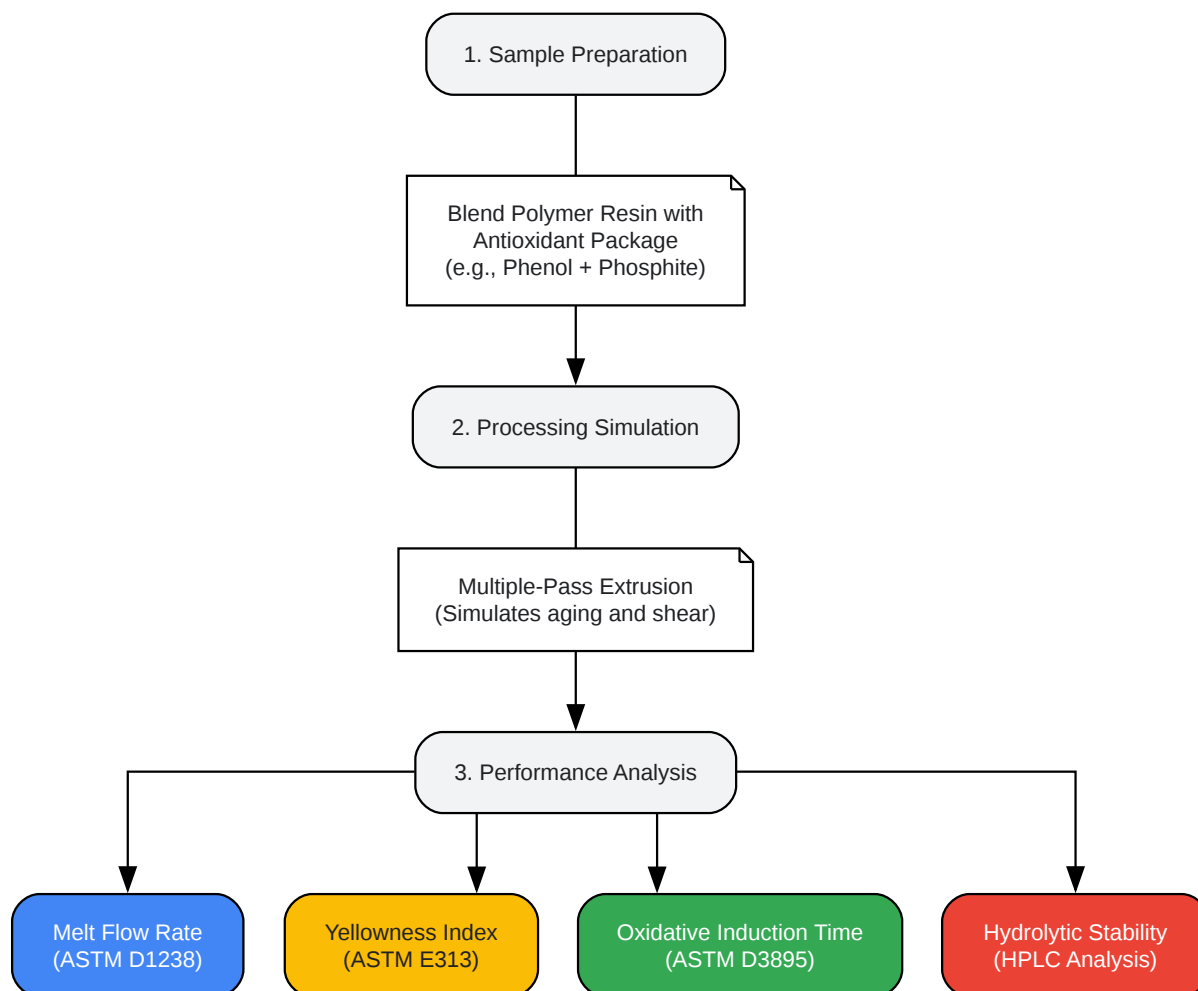 1. Sample Preparation
Blend Polymer Resin with
Antioxidant Package
(e.g., Phenol + Phosphite)
2. Processing Simulation
Multiple-Pass Extrusion
(Simulates aging and shear)
3. Performance Analysis
Melt Flow Rate
(ASTM D1238)
Yellowness Index
(ASTM E313)
Oxidative Induction Time
(ASTM D3895)
Hydrolytic Stability
(HPLC Analysis)